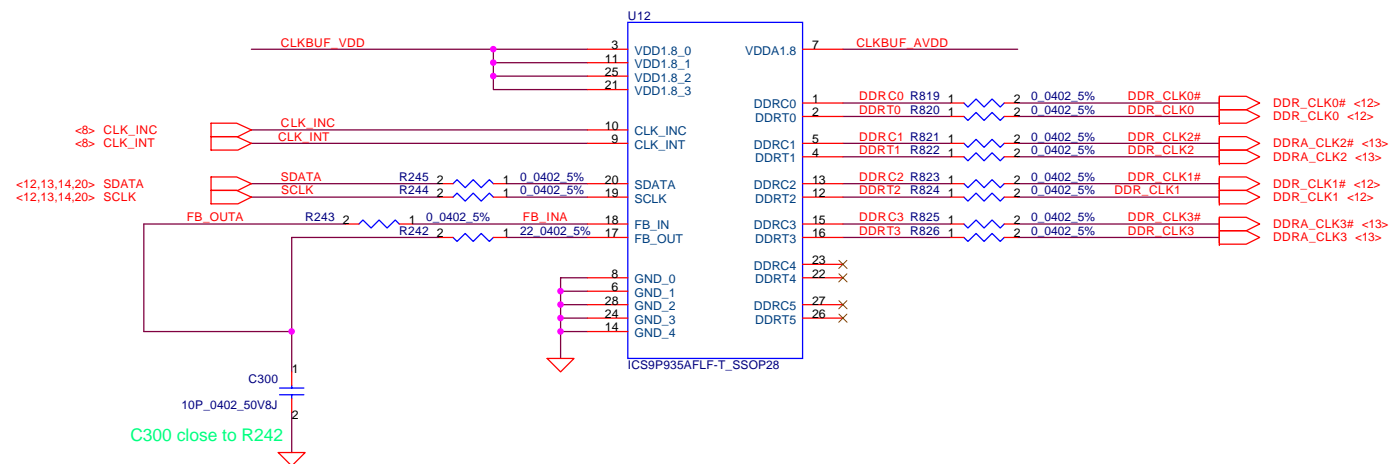 U12
CLKBUF_VDD 3 VDD1.8_0 VDDA1.8 7 CLKBUF_AVDD
11 VDD1.8_1
25 VDD1.8_2
21 VDD1.8_3
DDRC0 1 DDRC0 R819 1 2 0_0402_5% DDR_CLK0# DDR_CLK0# <12>
DDRT0 2 DDRT0 R820 1 2 0_0402_5% DDR_CLK0 DDR_CLK0 <12>
<8> CLK_INC CLK_INC 10 CLK_INC
<8> CLK_INT CLK_INT 9 CLK_INT
DDRC1 5 DDRC1 R821 1 2 0_0402_5% DDR_CLK2# DDRA_CLK2# <13>
DDRT1 4 DDRT1 R822 1 2 0_0402_5% DDR_CLK2 DDRA_CLK2 <13>
<12,13,14,20> SDATA SDATA R245 2 1 0_0402_5% 20 SDATA DDRC2 13 DDRC2 R823 1 2 0_0402_5% DDR_CLK1# DDR_CLK1# <12>
<12,13,14,20> SCLK SCLK R244 2 1 0_0402_5% 19 SCLK DDRT2 12 DDRT2 R824 1 2 0_0402_5% DDR_CLK1 DDR_CLK1 <12>
FB_OUTA R243 2 1 0_0402_5% FB_INA 18 FB_IN DDRC3 15 DDRC3 R825 1 2 0_0402_5% DDR_CLK3# DDRA_CLK3# <13>
R242 2 1 22_0402_5% 17 FB_OUT DDRT3 16 DDRT3 R826 1 2 0_0402_5% DDR_CLK3 DDRA_CLK3 <13>
DDRC4 23
DDRT4 22
8 GND_0
6 GND_1
28 GND_2
24 GND_3
14 GND_4
DDRC5 27
DDRT5 26
ICS9P935AFLF-T_SSOP28
1
C300
10P_0402_50V8J
2
C300 close to R242